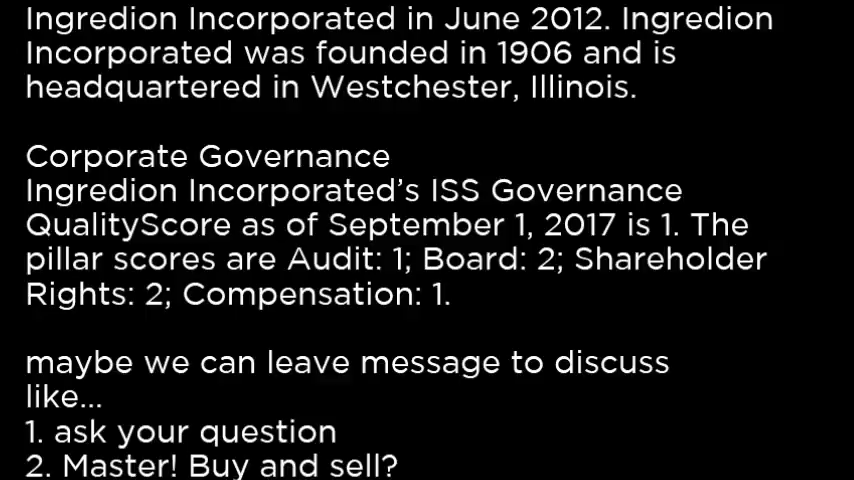 Ingredion Incorporated in June 2012. Ingredion
Incorporated was founded in 1906 and is
headquartered in Westchester, Illinois.
Corporate Governance
Ingredion Incorporated’s ISS Governance
QualityScore as of September 1, 2017 is 1. The
pillar scores are Audit: 1; Board: 2; Shareholder
Rights: 2; Compensation: 1.
maybe we can leave message to discuss
like...
1. ask your question
2. Master! Buy and sell?